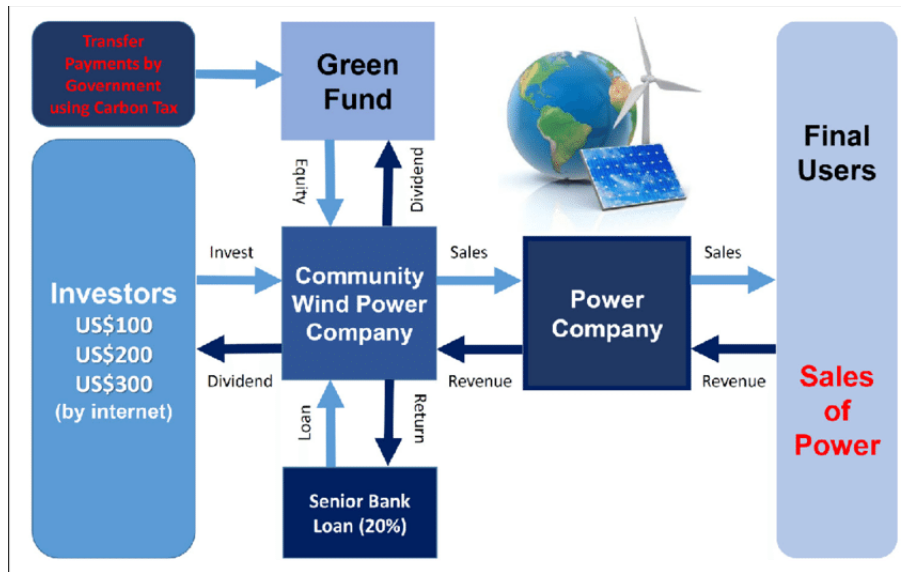 Transfer
Payments by
Government
using Carbon Tax
Green
Fund
Equity
Dividend
Final
Users
Investors
US$100
US$200
US$300
(by internet)
Invest
Dividend
Community
Wind Power
Company
Sales
Revenue
Power
Company
Sales
Revenue
Sales
of
Power
Loan
Return
Senior Bank
Loan (20%)